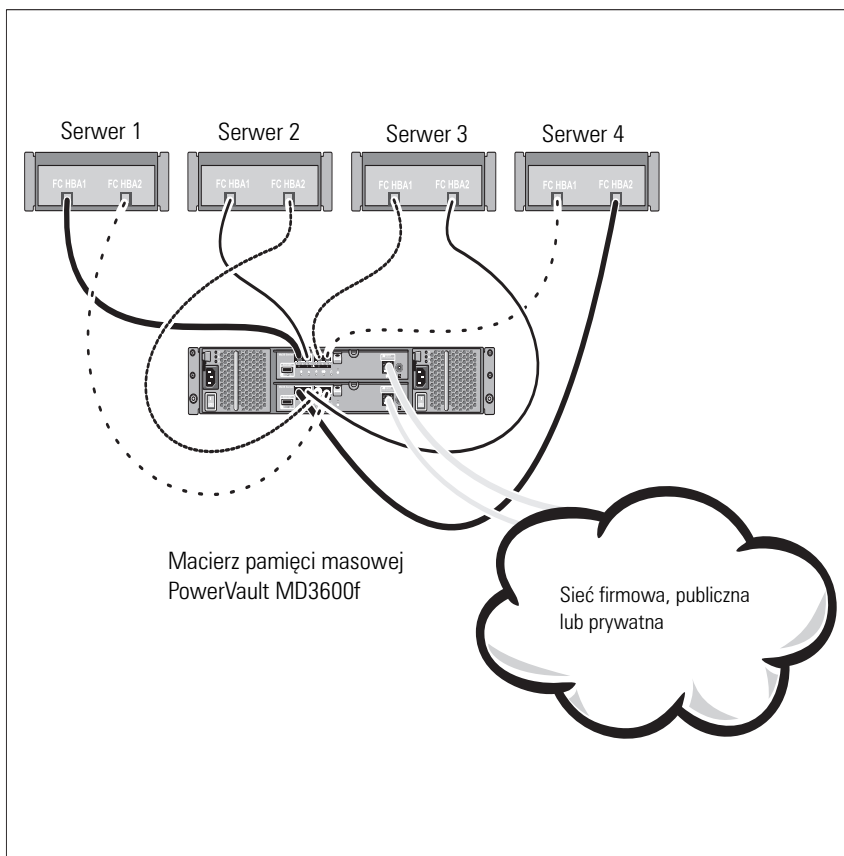 Serwer 1
Serwer 2
Serwer 3
Serwer 4
FC HBA1
FC HBA2
FC HBA1
FC HBA2
FC HBA1
FC HBA2
FC HBA1
FC HBA2
Macierz pamięci masowej
PowerVault MD3600f
Sieć firmowa, publiczna
lub prywatna